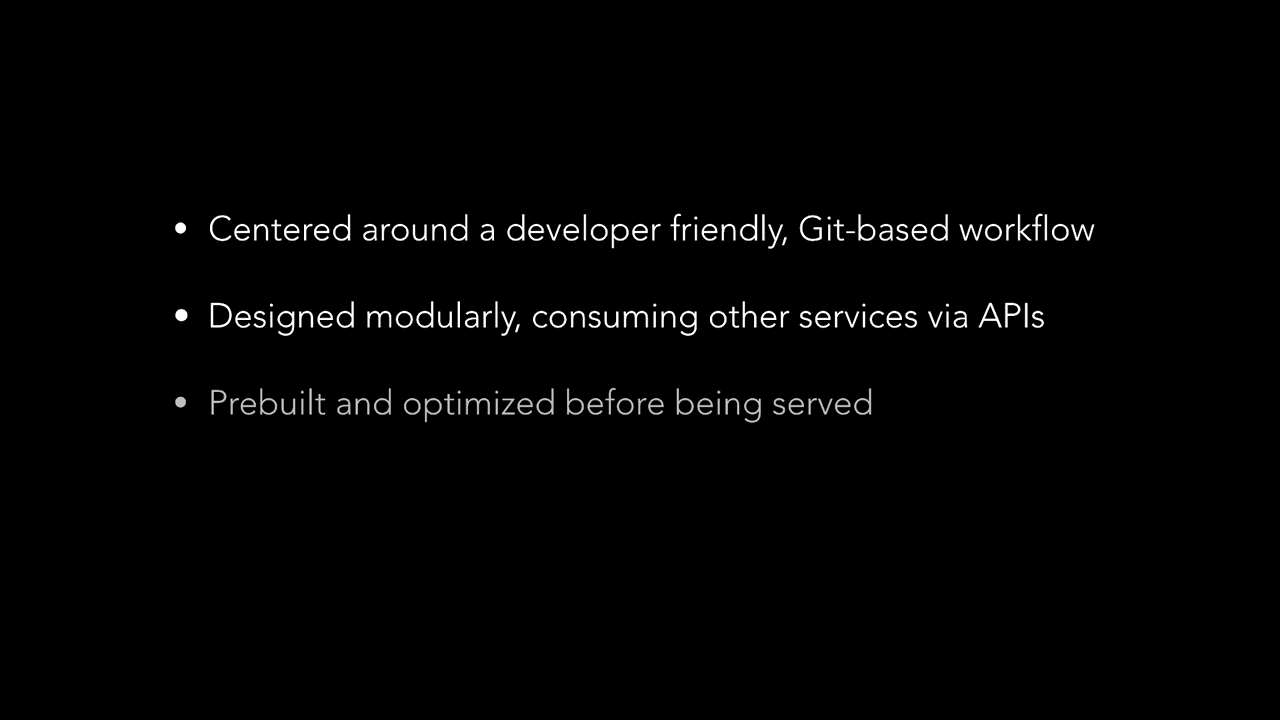 • Centered around a developer friendly, Git-based workflow
• Designed modularly, consuming other services via APIs
• Prebuilt and optimized before being served